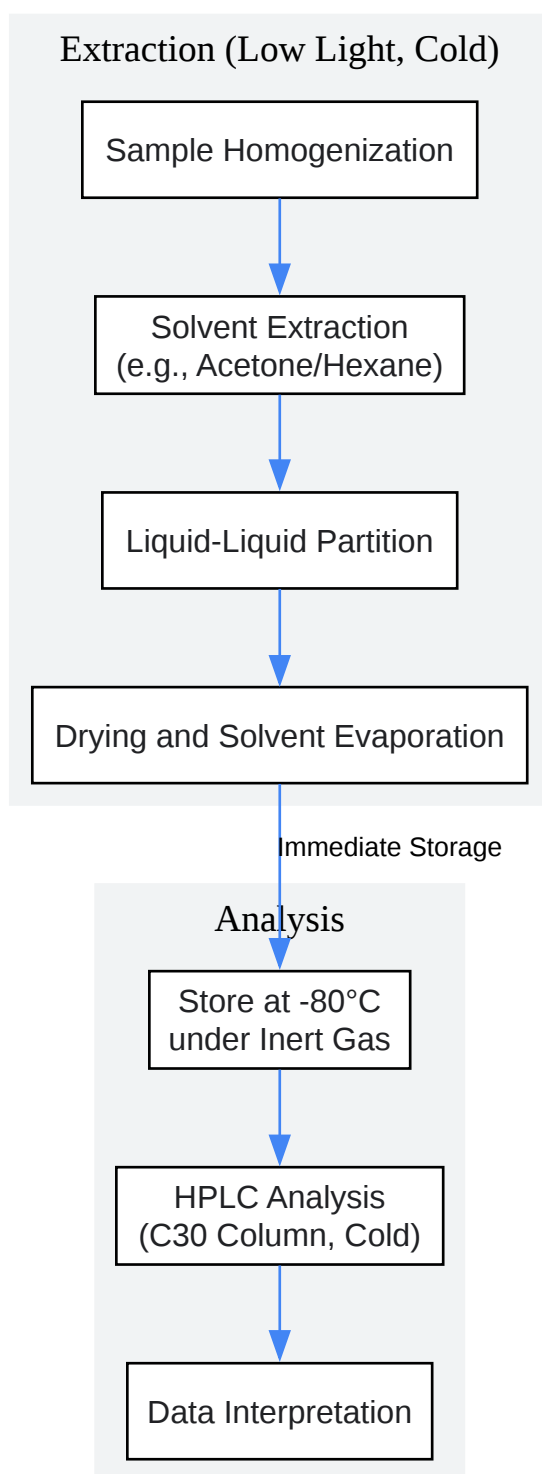 Extraction (Low Light, Cold)
Sample Homogenization
Solvent Extraction
(e.g., Acetone/Hexane)
Liquid-Liquid Partition
Drying and Solvent Evaporation
Immediate Storage
Analysis
Store at -80°C
under Inert Gas
HPLC Analysis
(C30 Column, Cold)
Data Interpretation